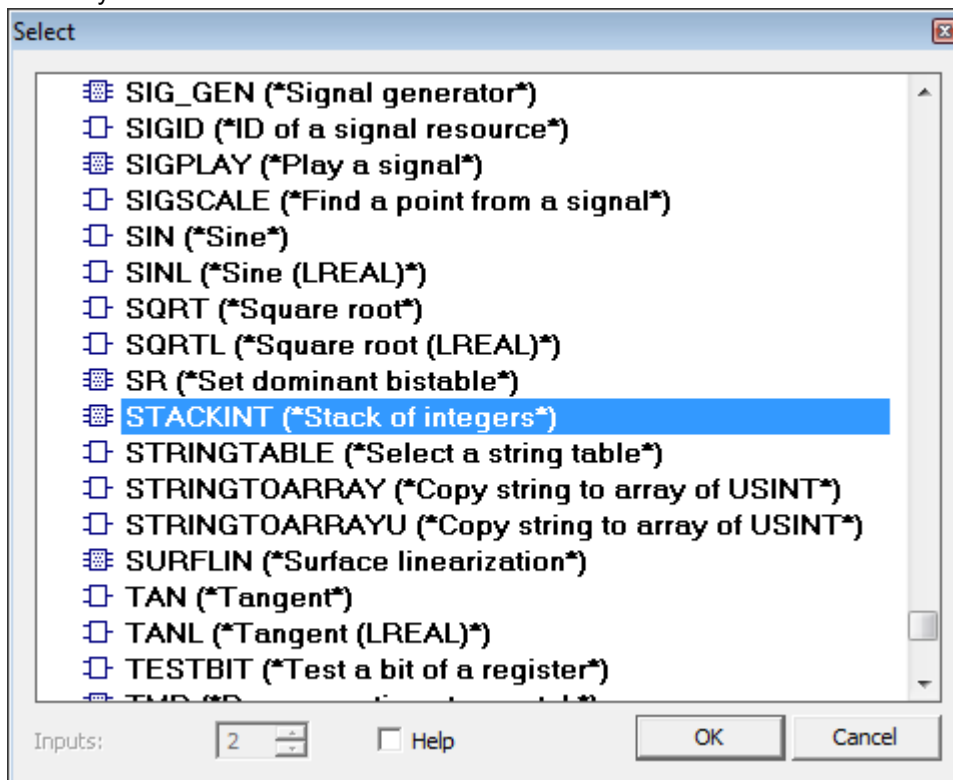 Select
SIG_GEN (*Signal generator*)
SIGID (*ID of a signal resource*)
SIGPLAY (*Play a signal*)
SIGSCALE (*Find a point from a signal*)
SIN (*Sine*)
SINL (*Sine (LREAL)*)
SQRT (*Square root*)
SQRTL (*Square root (LREAL)*)
SR (*Set dominant bistable*)
STACKINT (*Stack of integers*)
STRINGTABLE (*Select a string table*)
STRINGTOARRAY (*Copy string to array of USINT*)
STRINGTOARRAYU (*Copy string to array of USINT*)
SURFLIN (*Surface linearization*)
TAN (*Tangent*)
TANL (*Tangent (LREAL)*)
TESTBIT (*Test a bit of a register*)
Inputs: 2 Help OK Cancel